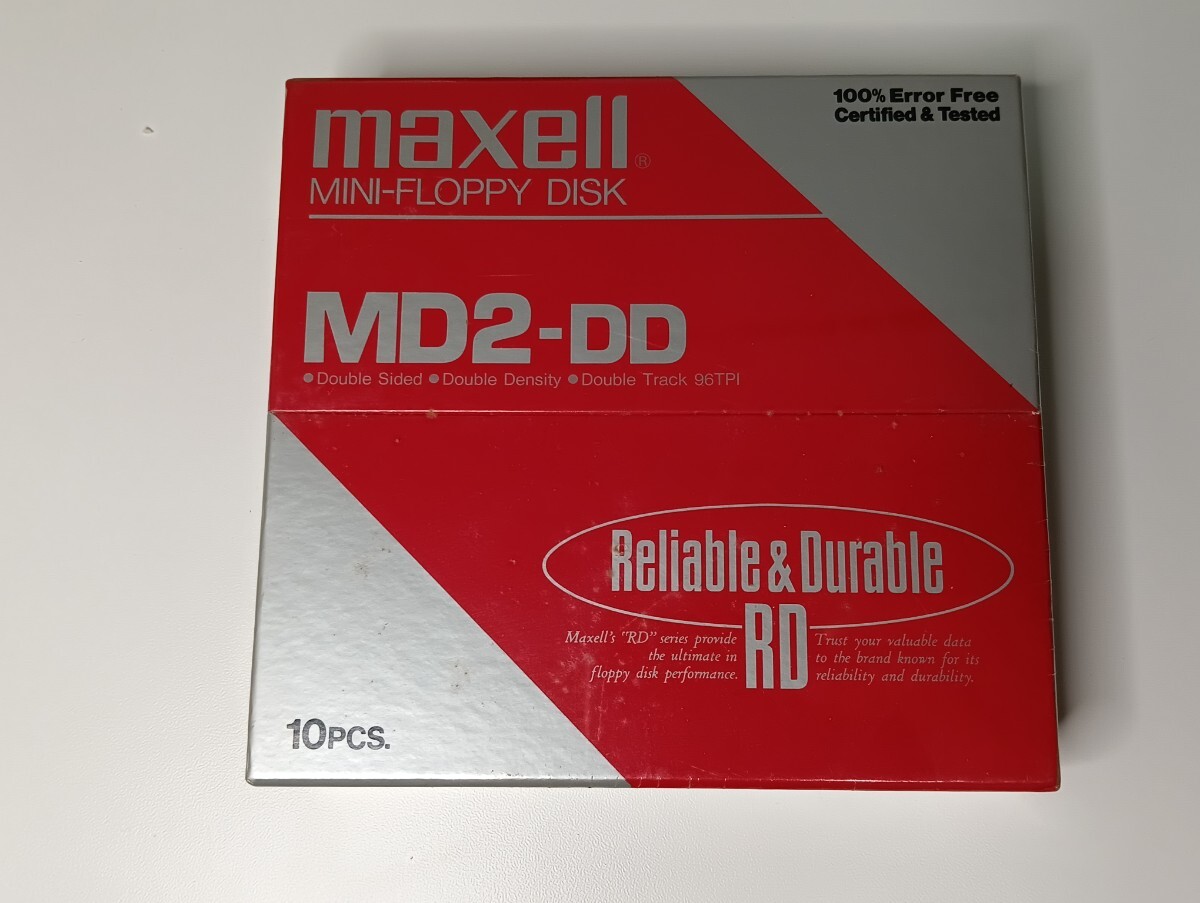 100% Error Free
Certified & Tested
maxell®
MINI-FLOPPY DISK
MD2-DD
●Double Sided ●Double Density ●Double Track 96TPI
Reliable & Durable
RD
Maxell's "RD" series provide
the ultimate in
floppy disk performance.
Trust your valuable data
to the brand known for its
reliability and durability.
10PCS.